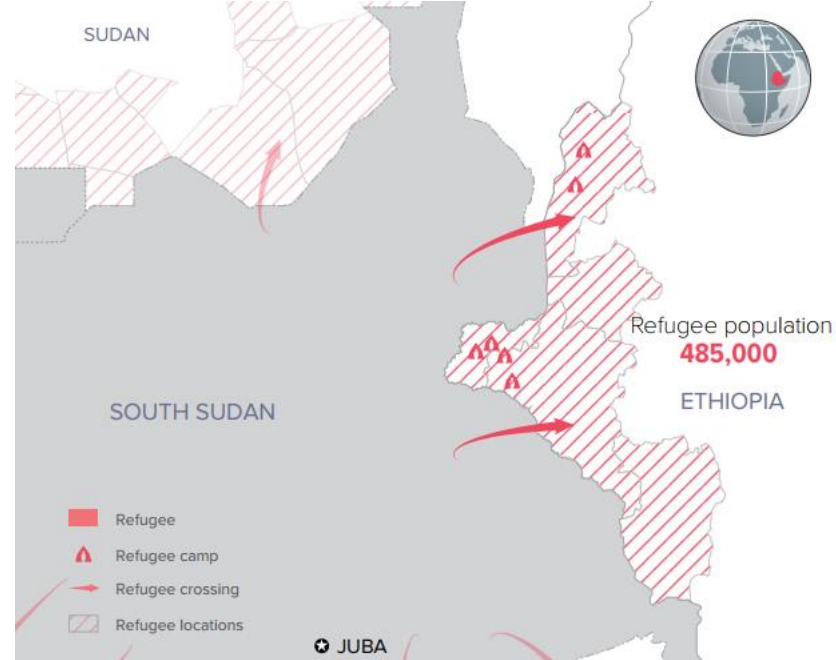 SUDAN
Refugee population
485,000
ETHIOPIA
SOUTH SUDAN
Refugee
Refugee camp
Refugee crossing
Refugee locations
JUBA